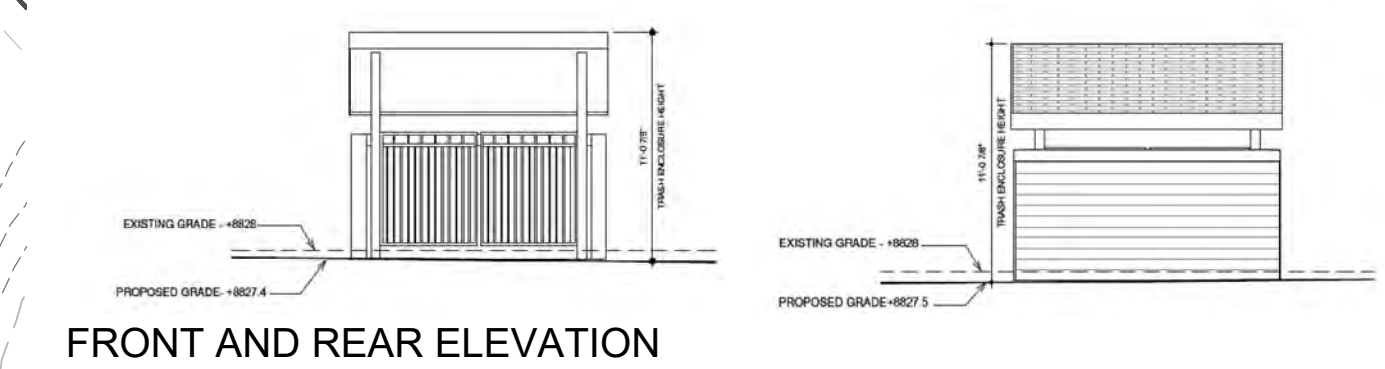 11'-0 7/8"
TRASH ENCLOSURE HEIGHT
EXISTING GRADE - +8828
PROPOSED GRADE- +8827.4
11'-0 7/8"
TRASH ENCLOSURE HEIGHT
EXISTING GRADE - +8828
PROPOSED GRADE+8827.5
FRONT AND REAR ELEVATION